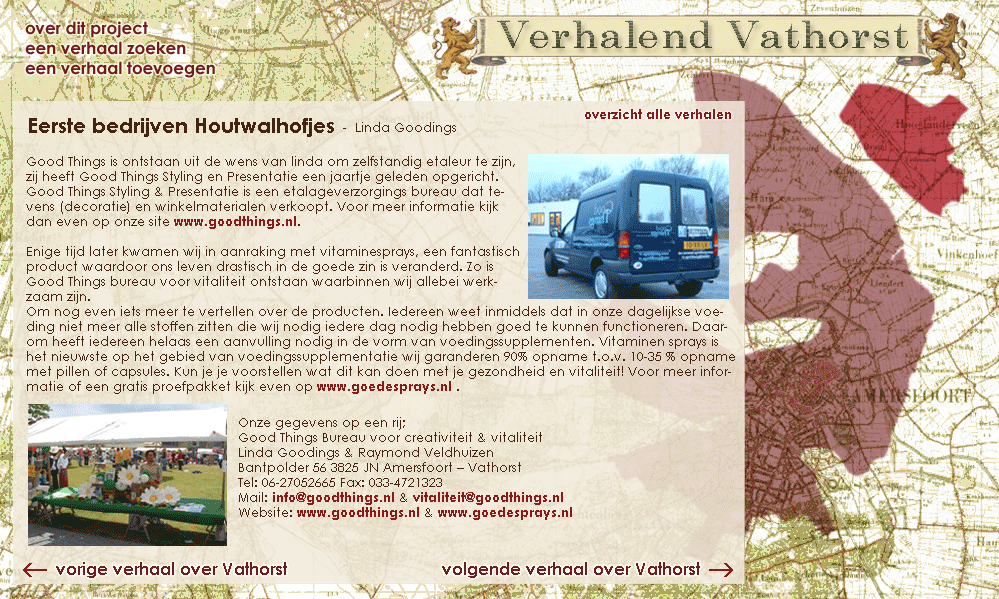 over dit project
een verhaal zoeken
een verhaal toevoegen
Verhalend Vathorst
overzicht alle verhalen
Eerste bedrijven Houtwalhofjes - Linda Goodings
Good Things is ontstaan uit de wens van linda om zelfstandig etaleur te zijn,
zij heeft Good Things Styling en Presentatie een jaartje geleden opgericht.
Good Things Styling & Presentatie is een etalageverzorgings bureau dat te-
vens (decoratie) en winkelmaterialen verkoopt. Voor meer informatie kijk
dan even op onze site www.goodthings.nl.
Enige tijd later kwamen wij in aanraking met vitaminesprays, een fantastisch
product waardoor ons leven drastisch in de goede zin is veranderd. Zo is
Good Things bureau voor vitaliteit ontstaan waarbinnen wij allebei werk-
zaam zijn.
Om nog even iets meer te vertellen over de producten. Iedereen weet inmiddels dat in onze dagelijkse voe-
ding niet meer alle stoffen zitten die wij nodig iedere dag nodig hebben goed te kunnen functioneren. Daar-
om heeft iedereen helaas een aanvulling nodig in de vorm van voedingssupplementen. Vitaminen sprays is
het nieuwste op het gebied van voedingssupplementatie wij garanderen 90% opname t.o.v. 10-35 % opname
met pillen of capsules. Kun je je voorstellen wat dit kan doen met je gezondheid en vitaliteit! Voor meer infor-
matie of een gratis proefpakket kijk even op www.goedesprays.nl .
Onze gegevens op een rij;
Good Things Bureau voor creativiteit & vitaliteit
Linda Goodings & Raymond Veldhuizen
Bantpolder 56 3825 JN Amersfoort – Vathorst
Tel: 06-27052665 Fax: 033-4721323
Mail: info@goodthings.nl & vitaliteit@goodthings.nl
Website: www.goodthings.nl & www.goedesprays.nl
AMERSFOORT
← vorige verhaal over Vathorst
volgende verhaal over Vathorst →